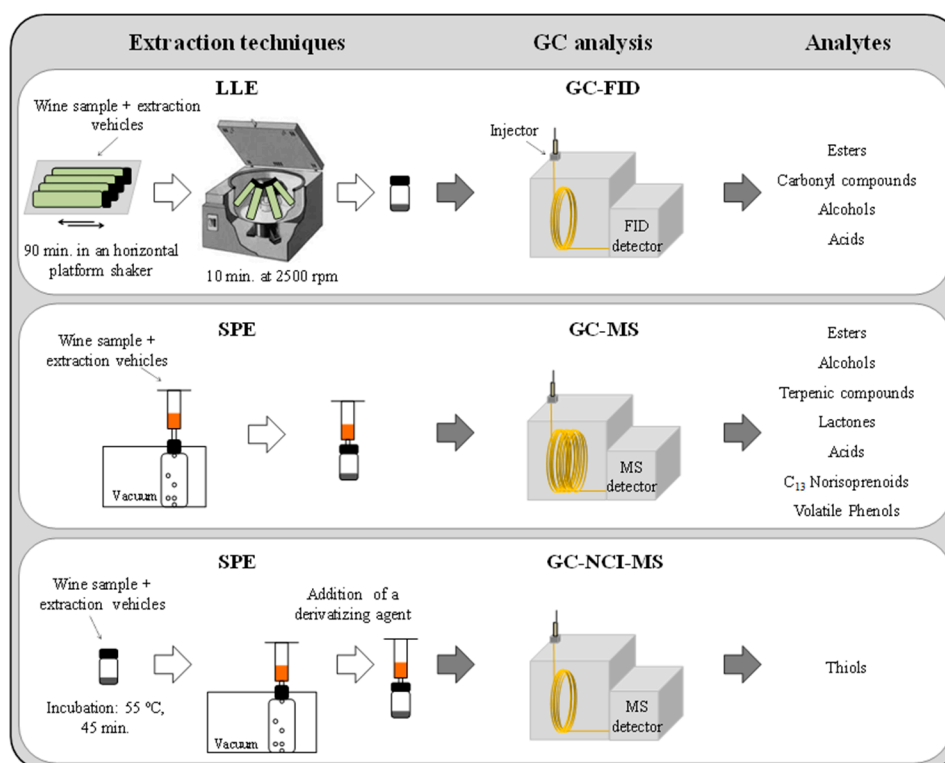 Extraction techniques
GC analysis
Analytes
LLE
GC-FID
Wine sample + extraction
vehicles
90 min. in an horizontal
platform shaker
10 min. at 2500 rpm
Injector
FID
detector
Esters
Carbonyl compounds
Alcohols
Acids
SPE
GC-MS
Wine sample +
extraction vehicles
Vacuum
MS
detector
Esters
Alcohols
Terpenic compounds
Lactones
Acids
C₁₃ Norisoprenoids
Volatile Phenols
SPE
GC-NCI-MS
Wine sample +
extraction vehicles
Incubation: 55 ºC,
45 min.
Vacuum
Addition of a
derivatizing agent
MS
detector
Thiols